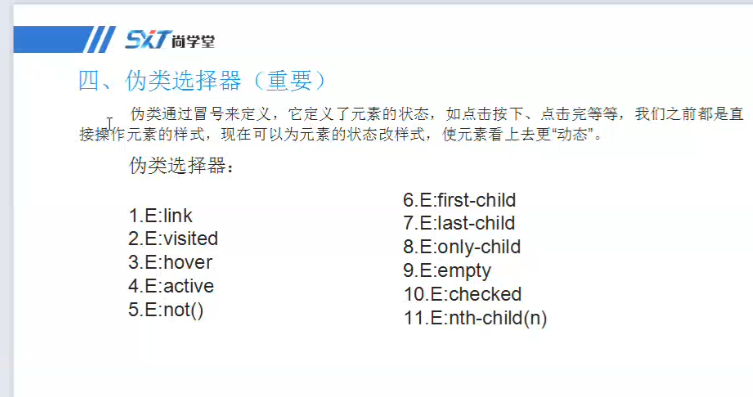 SXT尚学堂
四、伪类选择器（重要）
伪类通过冒号来定义，它定义了元素的状态，如点击按下、点击完等等，我们之前都是直
接操作元素的样式，现在可以为元素的状态改样式，使元素看上去更“动态”。
伪类选择器：
1.E:link
2.E:visited
3.E:hover
4.E:active
5.E:not()
6.E:first-child
7.E:last-child
8.E:only-child
9.E:empty
10.E:checked
11.E:nth-child(n)